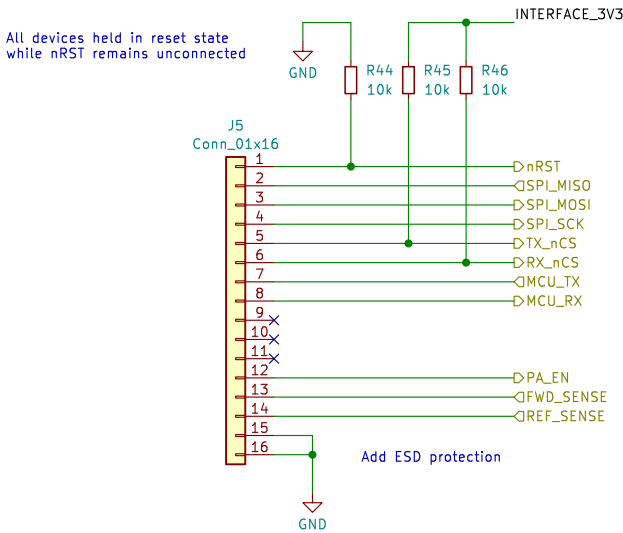 INTERFACE_3V3
All devices held in reset state
while nRST remains unconnected
GND
R44
10k
R45
10k
R46
10k
J5
Conn_01x16
1
nRST
2
SPI_MISO
3
SPI_MOSI
4
SPI_SCK
5
TX_nCS
6
RX_nCS
7
MCU_TX
8
MCU_RX
9
10
11
12
PA_EN
13
FWD_SENSE
14
REF_SENSE
15
16
Add ESD protection
GND